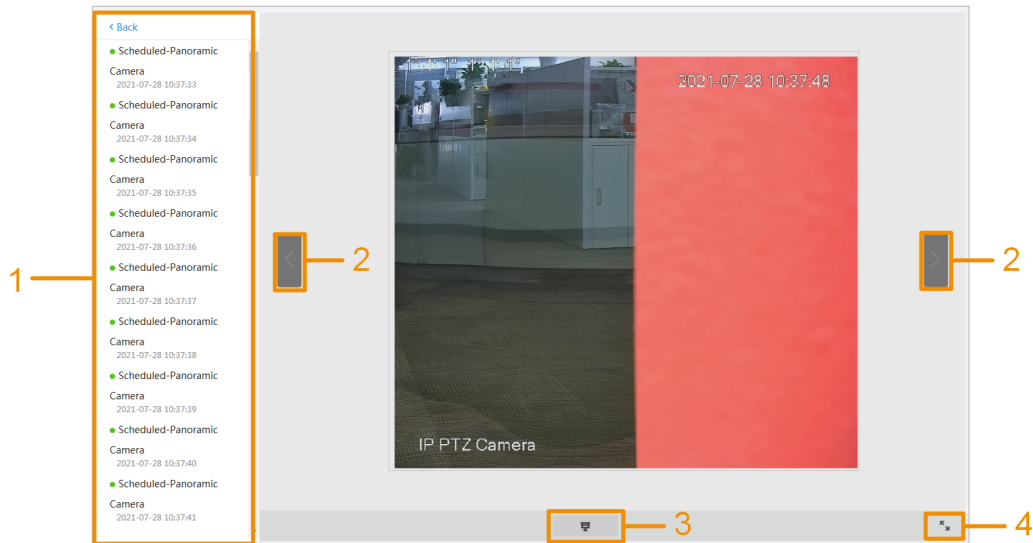 < Back
Scheduled-Panoramic
Camera
2021-07-28 10:37:33
Scheduled-Panoramic
Camera
2021-07-28 10:37:34
Scheduled-Panoramic
Camera
2021-07-28 10:37:35
Scheduled-Panoramic
Camera
2021-07-28 10:37:36
Scheduled-Panoramic
Camera
2021-07-28 10:37:37
Scheduled-Panoramic
Camera
2021-07-28 10:37:38
Scheduled-Panoramic
Camera
2021-07-28 10:37:39
Scheduled-Panoramic
Camera
2021-07-28 10:37:40
Scheduled-Panoramic
Camera
2021-07-28 10:37:41
1
2
2021-07-28 10:37:48
IP PTZ Camera
2
3
4